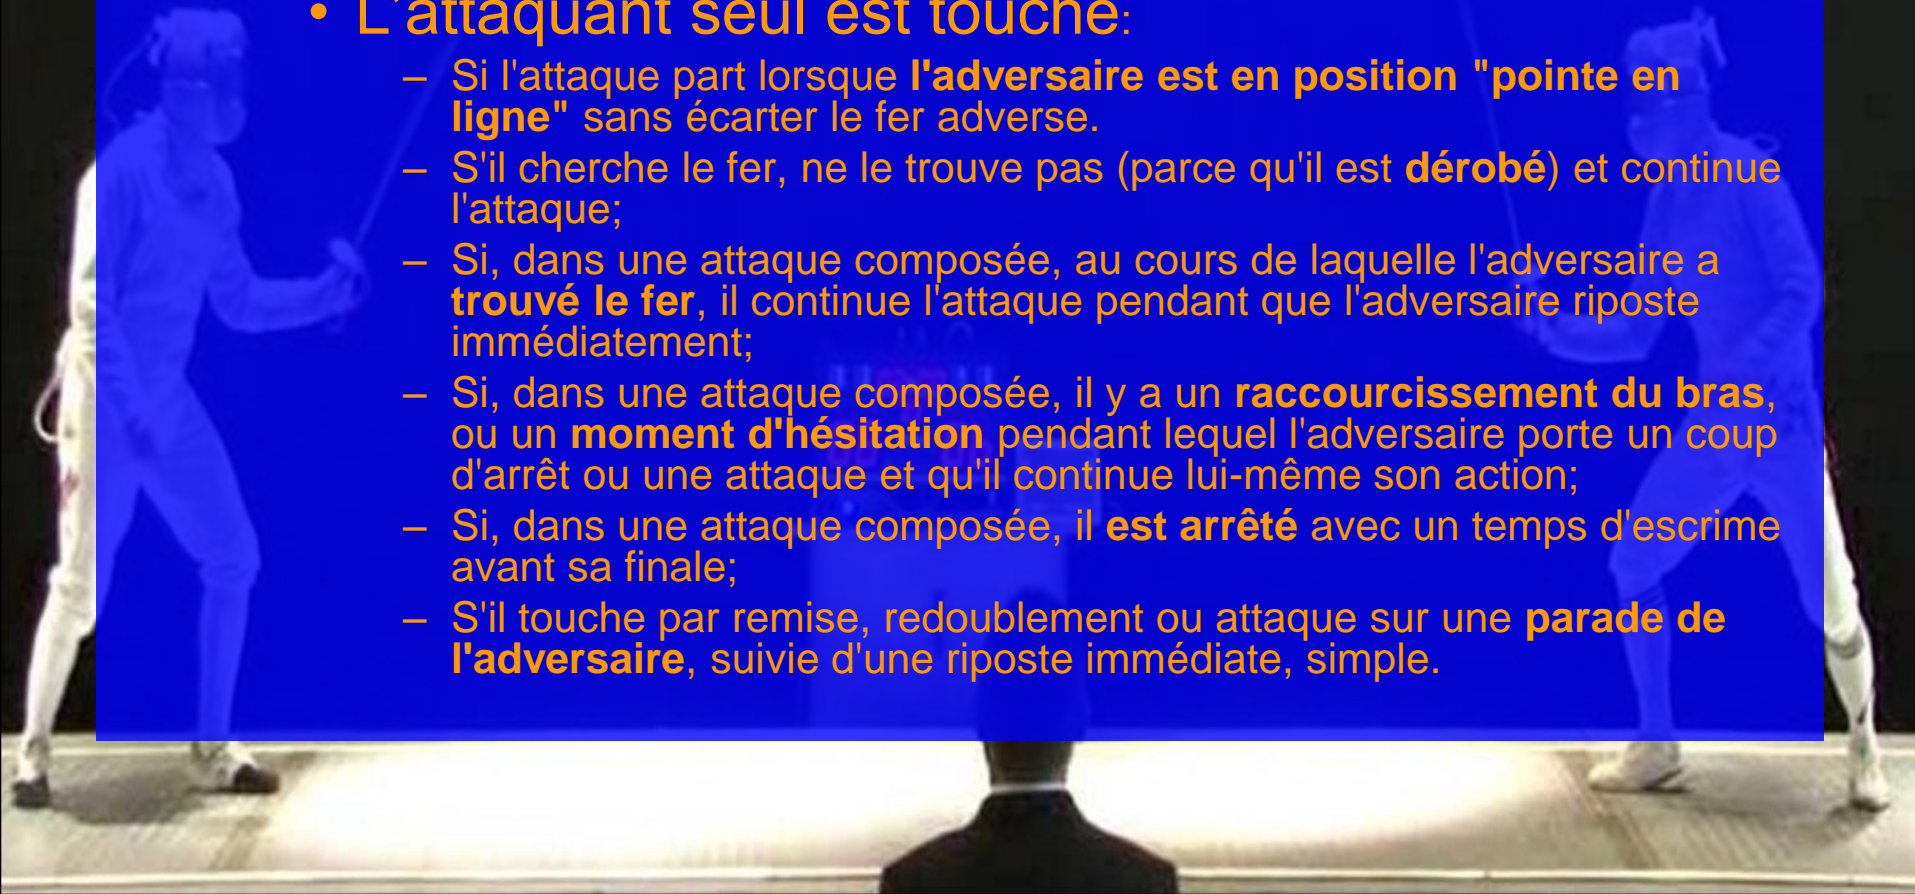 • L'attaquant seul est touché:
– Si l'attaque part lorsque l'adversaire est en position "pointe en
ligne" sans écarter le fer adverse.
– S'il cherche le fer, ne le trouve pas (parce qu'il est dérobé) et continue
l'attaque;
– Si, dans une attaque composée, au cours de laquelle l'adversaire a
trouvé le fer, il continue l'attaque pendant que l'adversaire riposte
immédiatement;
– Si, dans une attaque composée, il y a un raccourcissement du bras,
ou un moment d'hésitation pendant lequel l'adversaire porte un coup
d'arrêt ou une attaque et qu'il continue lui-même son action;
– Si, dans une attaque composée, il est arrêté avec un temps d'escrime
avant sa finale;
– S'il touche par remise, redoublement ou attaque sur une parade de
l'adversaire, suivie d'une riposte immédiate, simple.